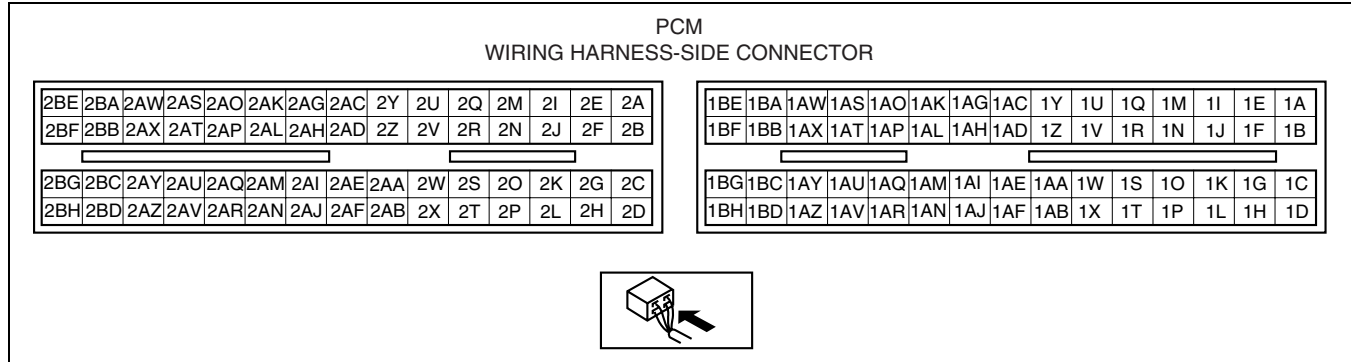 PCM
WIRING HARNESS-SIDE CONNECTOR
2BE 2BA 2AW 2AS 2AO 2AK 2AG 2AC 2Y 2U 2Q 2M 2I 2E 2A
2BF 2BB 2AX 2AT 2AP 2AL 2AH 2AD 2Z 2V 2R 2N 2J 2F 2B
2BG 2BC 2AY 2AU 2AQ 2AM 2AI 2AE 2AA 2W 2S 2O 2K 2G 2C
2BH 2BD 2AZ 2AV 2AR 2AN 2AJ 2AF 2AB 2X 2T 2P 2L 2H 2D
1BE 1BA 1AW 1AS 1AO 1AK 1AG 1AC 1Y 1U 1Q 1M 1I 1E 1A
1BF 1BB 1AX 1AT 1AP 1AL 1AH 1AD 1Z 1V 1R 1N 1J 1F 1B
1BG 1BC 1AY 1AU 1AQ 1AM 1AI 1AE 1AA 1W 1S 1O 1K 1G 1C
1BH 1BD 1AZ 1AV 1AR 1AN 1AJ 1AF 1AB 1X 1T 1P 1L 1H 1D